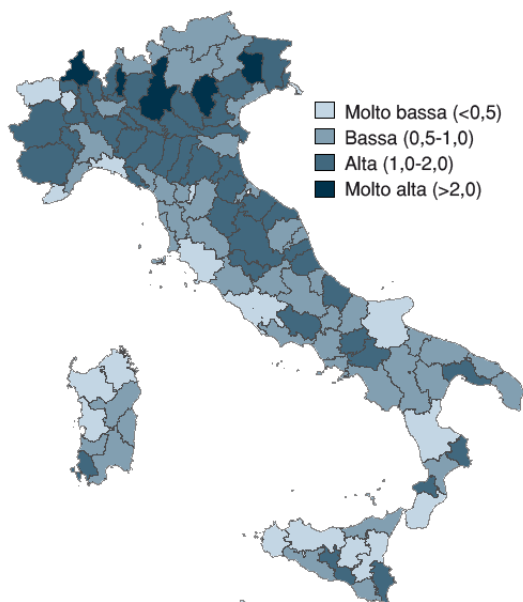 Molto bassa (<0,5)
Bassa (0,5-1,0)
Alta (1,0-2,0)
Molto alta (>2,0)